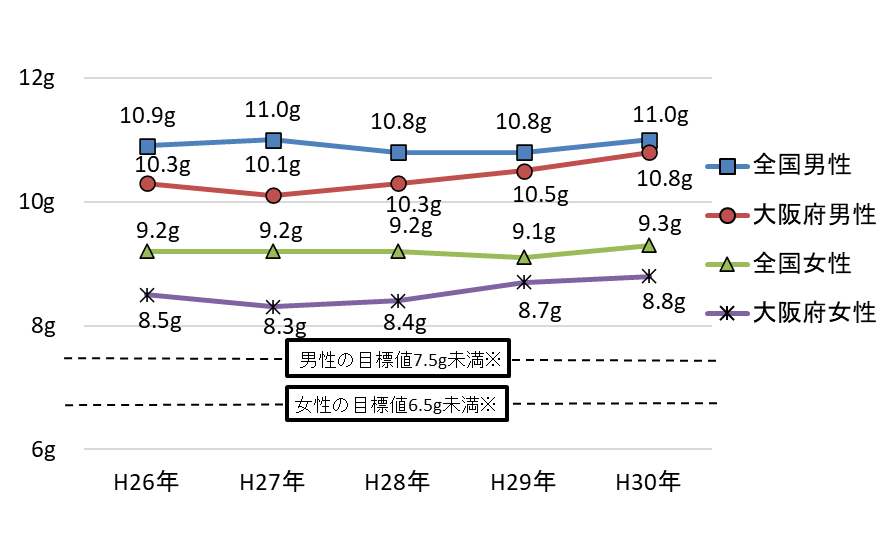 12g
10g
8g
6g
10.9g
11.0g
10.8g
10.8g
11.0g
10.3g
10.1g
10.3g
10.5g
10.8g
9.2g
9.2g
9.2g
9.1g
9.3g
8.5g
8.3g
8.4g
8.7g
8.8g
男性の目標値7.5g未満※
女性の目標値6.5g未満※
H26年
H27年
H28年
H29年
H30年
全国男性
大阪府男性
全国女性
大阪府女性